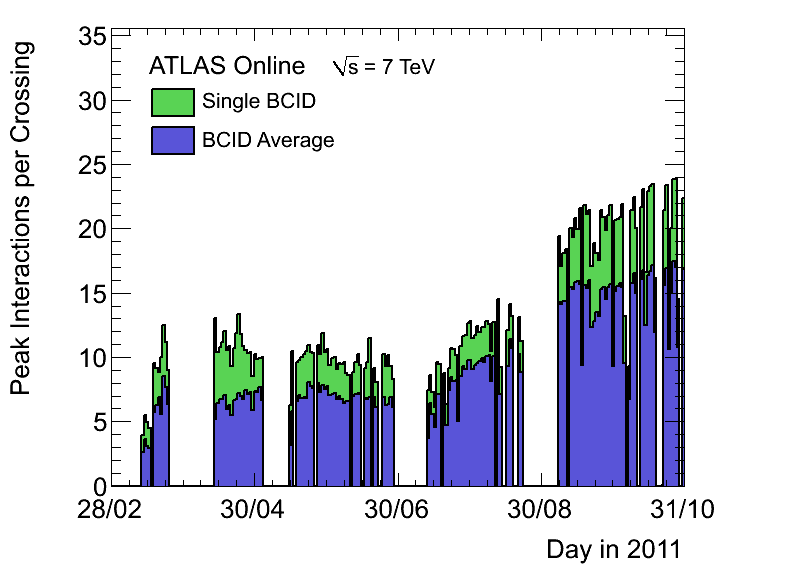 Peak Interactions per Crossing
35
30
25
20
15
10
5
0
ATLAS Online √s = 7 TeV
Single BCID
BCID Average
28/02 30/04 30/06 30/08 31/10
Day in 2011